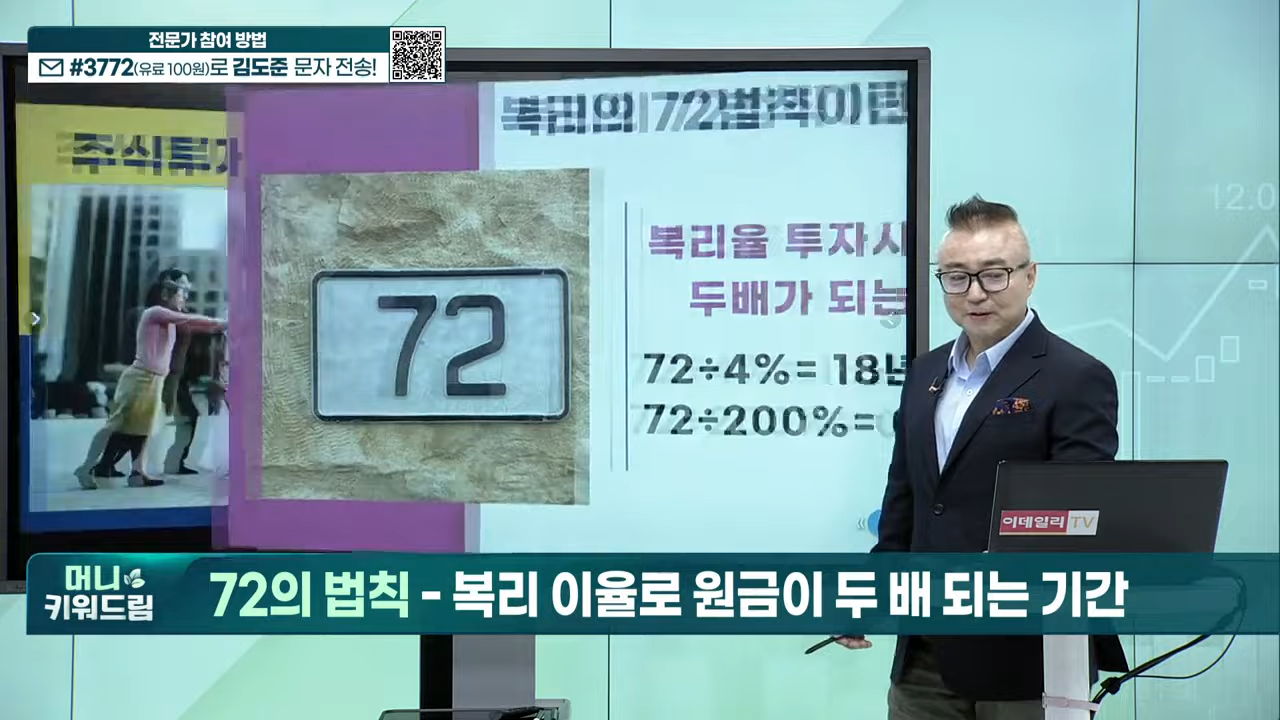 전문가 참여 방법
#3772(유료 100원)로 김도준 문자 전송!
주식투자
복리의 72법칙이란
72
복리율 투자시
두배가 되는
72÷4%= 18년
72÷200%=
이데일리TV
머니
키워드림
72의 법칙 - 복리 이율로 원금이 두 배 되는 기간
12.0